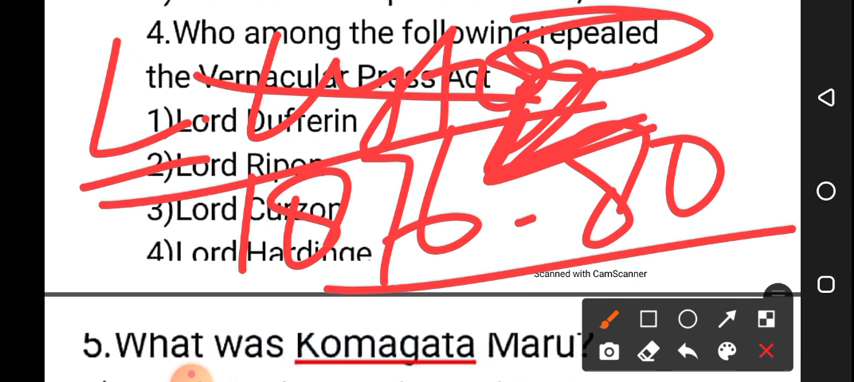 4.Who among the following repealed
the Vernacular Press Act
1)Lord Dufferin
2)Lord Ripon
3)Lord Curzon
4)Lord Hardinge
L. Lytton
1876-80
Scanned with CamScanner
5.What was Komagata Maru?